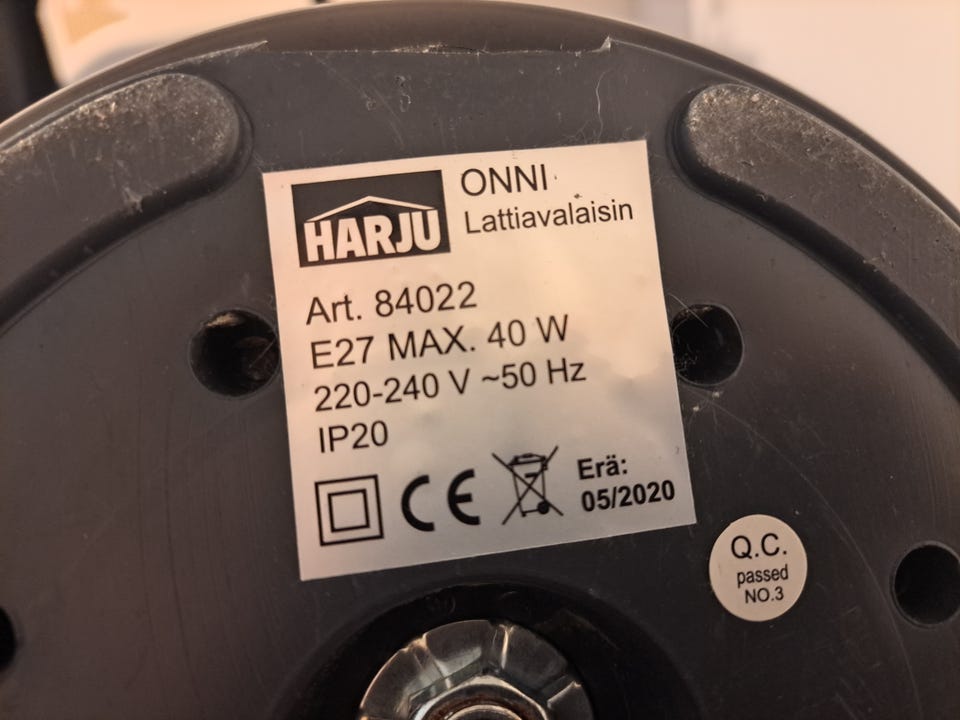 HARJU
ONNI
Lattiavalaisin
Art. 84022
E27 MAX. 40 W
220-240 V ~50 Hz
IP20
CE
Erä:
05/2020
Q.C.
passed
NO.3